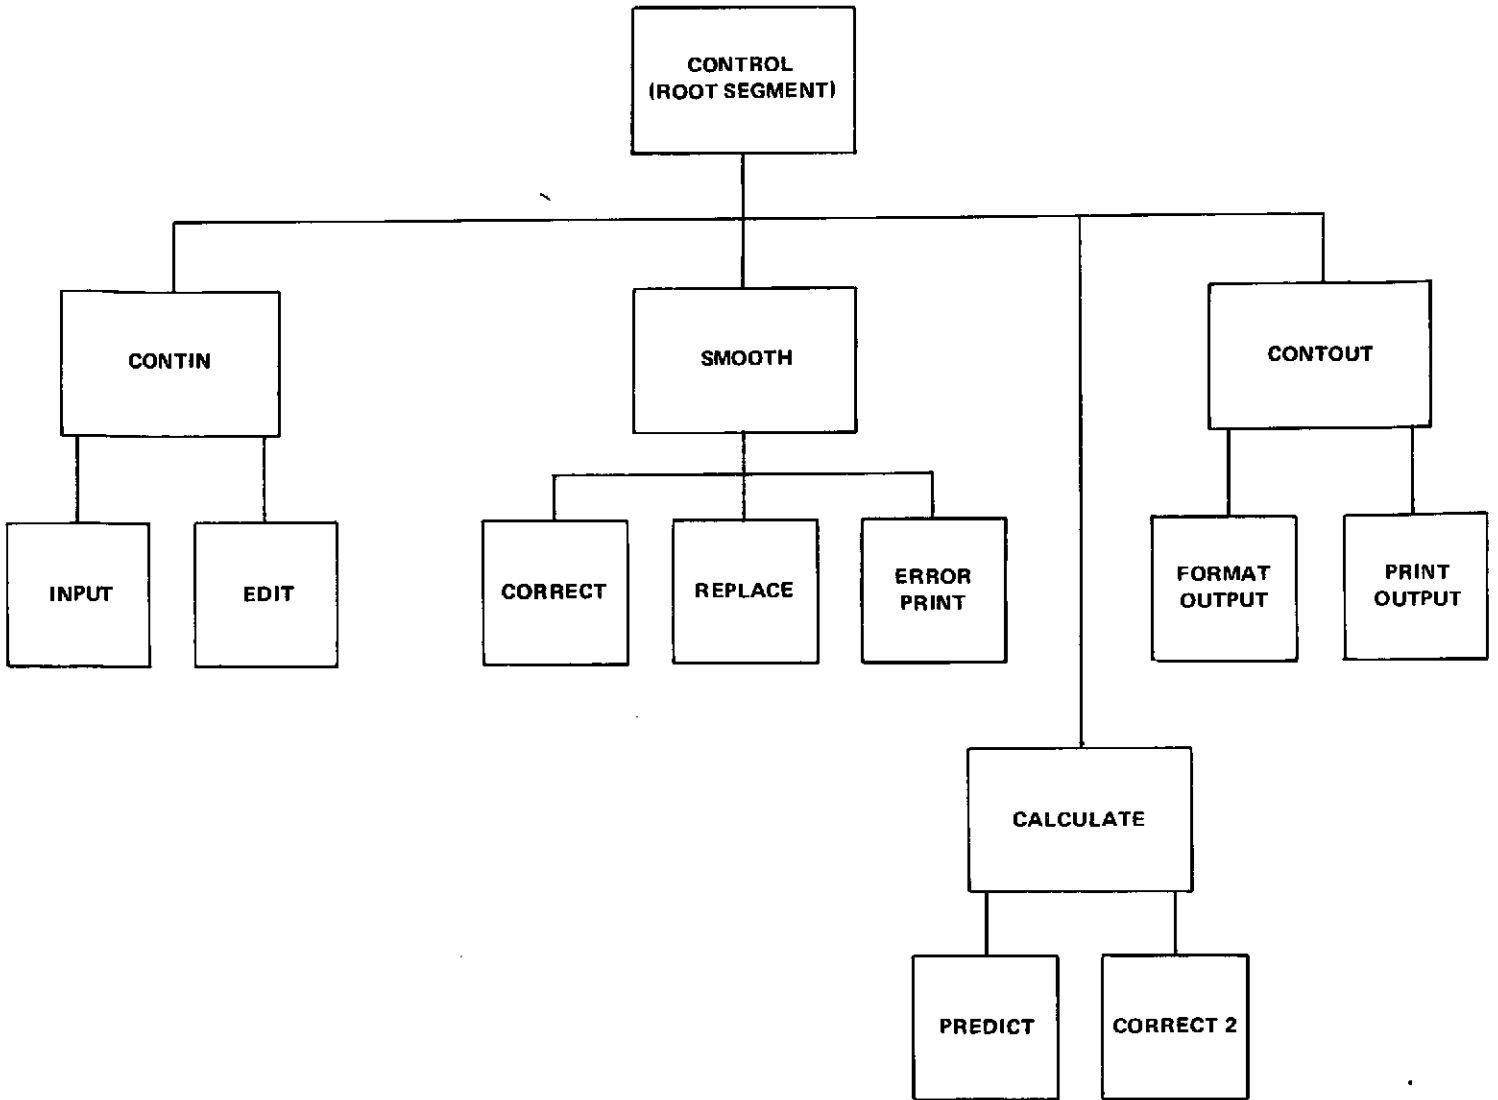 CONTROL
(ROOT SEGMENT)
CONTIN
SMOOTH
CONTOUT
INPUT
EDIT
CORRECT
REPLACE
ERROR
PRINT
FORMAT
OUTPUT
PRINT
OUTPUT
CALCULATE
PREDICT
CORRECT 2